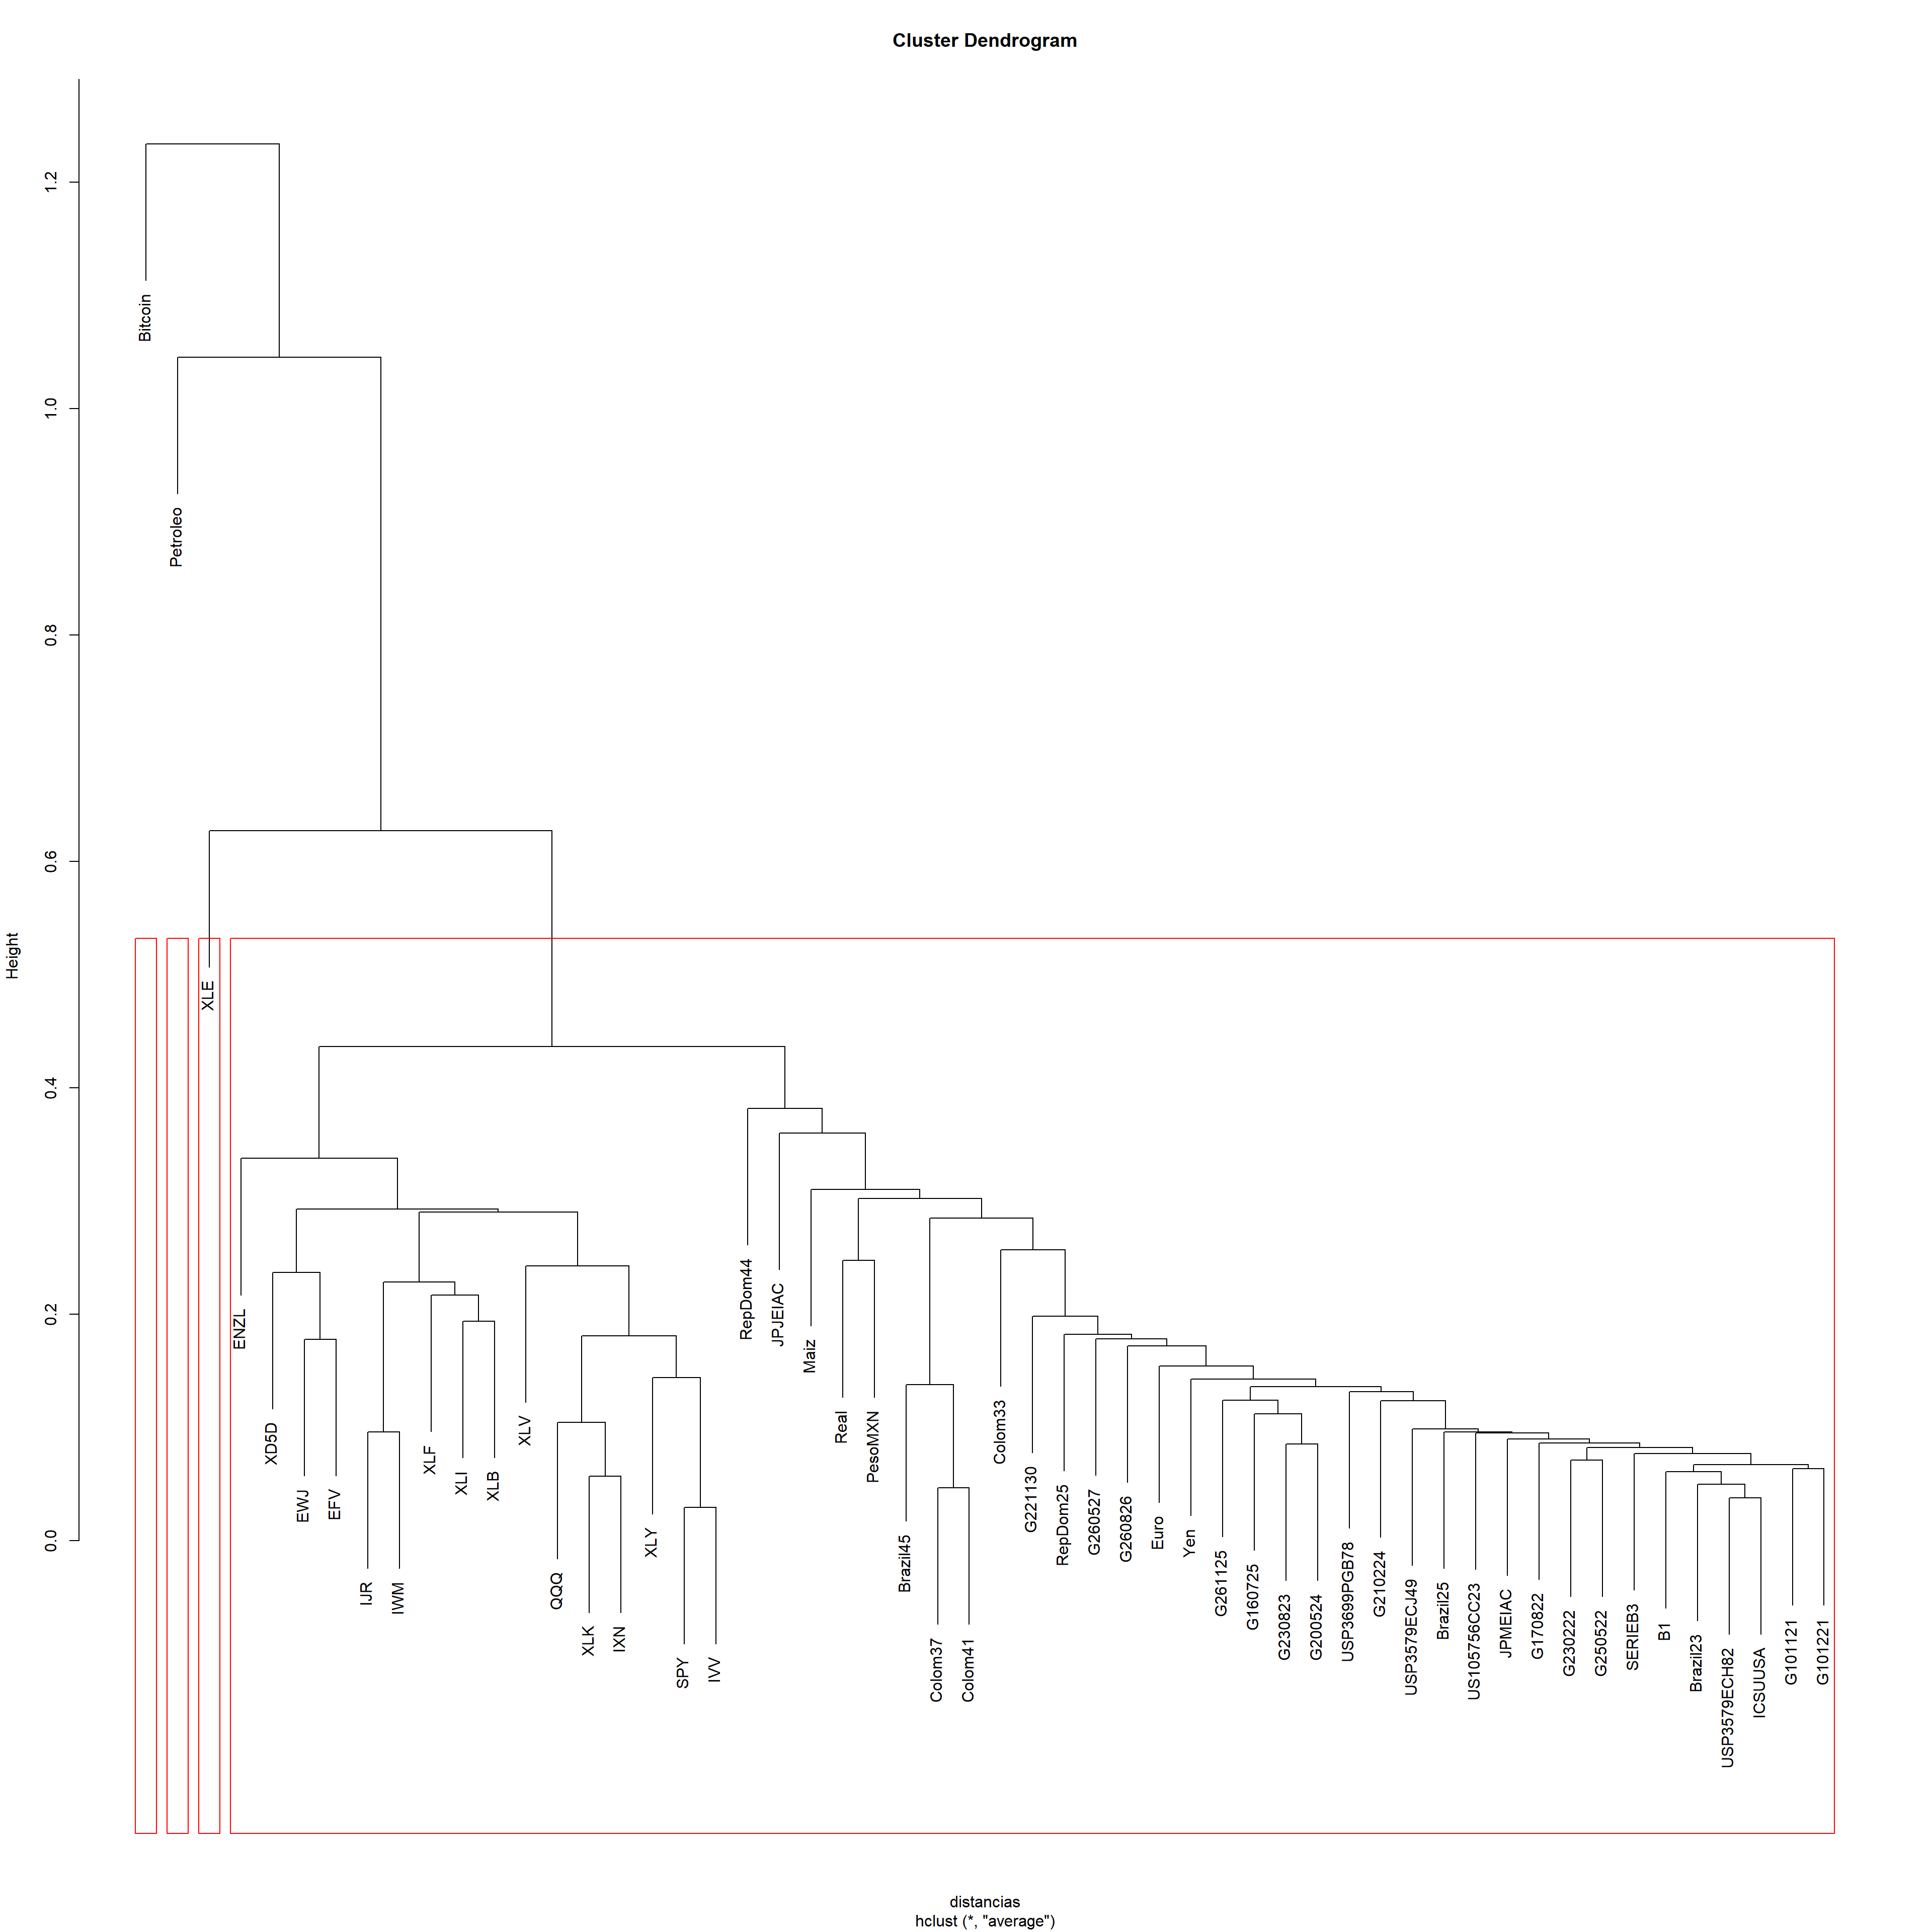 Cluster Dendrogram
Height
1.2
1.0
0.8
0.6
0.4
0.2
0.0
Bitcoin
Petroleo
XLE
ENZL
XD5D
EWJ
EFV
IJR
IWM
XLF
XLI
XLB
XLV
QQQ
XLK
IXN
XLY
SPY
IVV
RepDom44
JPJEIAC
Maiz
Real
PesoMXN
Brazil45
Colom37
Colom41
Colom33
G221130
RepDom25
G260527
G260826
Euro
Yen
G261125
G160725
G230823
G200524
USP3699PGB78
G210224
USP3579ECJ49
Brazil25
US105756CC23
JPMEIAC
G170822
G230222
G250522
SERIEB3
B1
Brazil23
USP3579ECH82
ICSUUSA
G101121
G101221
distancias
hclust (*, "average")